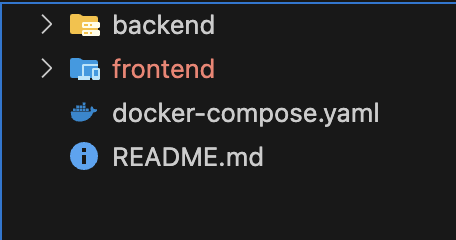 backend
frontend
docker-compose.yaml
README.md